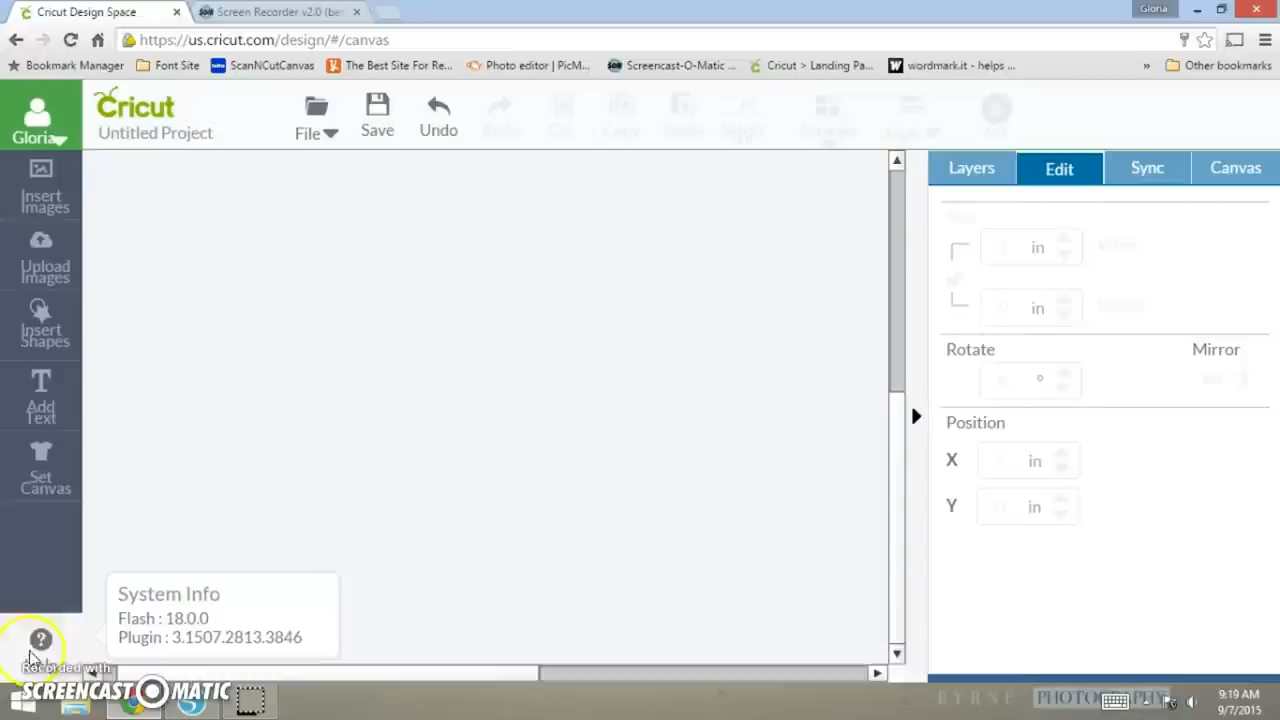 Cricut Design Space
Screen Recorder v2.0 (be
Gloria
https://us.cricut.com/design/#/canvas
Bookmark Manager
Font Site
ScanNCutCanvas
The Best Site For Re...
Photo editor | PicM...
Screencast-O-Matic ...
Cricut > Landing Pa...
wordmark.it - helps ...
»
Other bookmarks
Gloria
Cricut
Untitled Project
File
Save
Undo
Insert
Images
Upload
Images
Insert
Shapes
Add
Text
Set
Canvas
Layers
Edit
Sync
Canvas
in
in
Rotate
Mirror
°
Position
X
in
Y
in
System Info
Flash : 18.0.0
Plugin : 3.1507.2813.3846
?
Recorded with
SCREENCAST-O-MATIC
BYRNE PHOTOGRAPHY
9:19 AM
9/7/2015